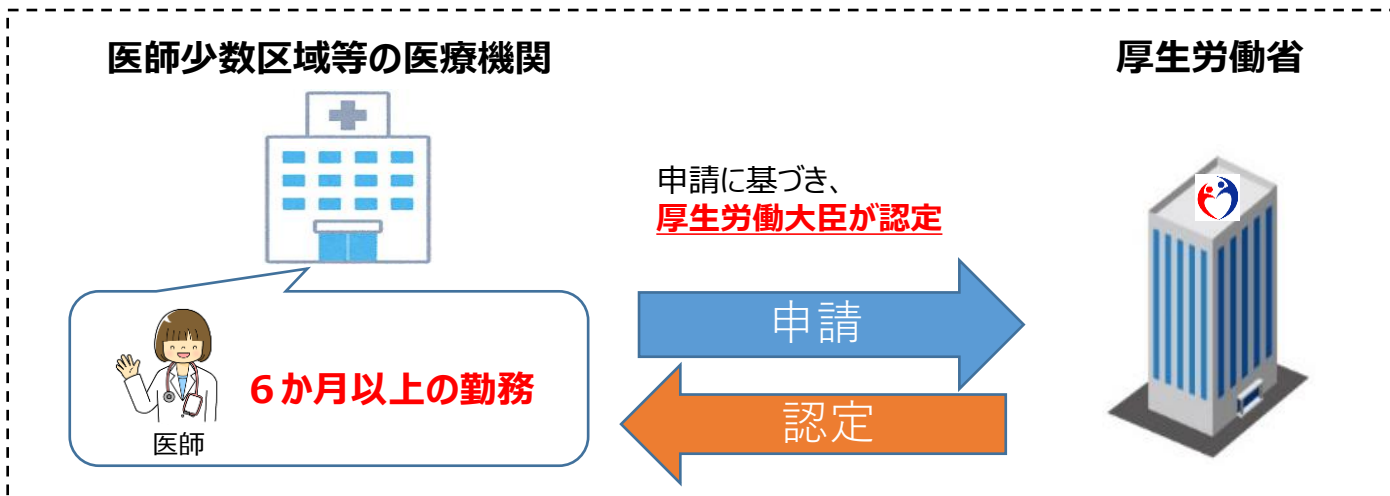 医師少数区域等の医療機関
厚生労働省
申請に基づき、
厚生労働大臣が認定
申請
認定
６か月以上の勤務
医師